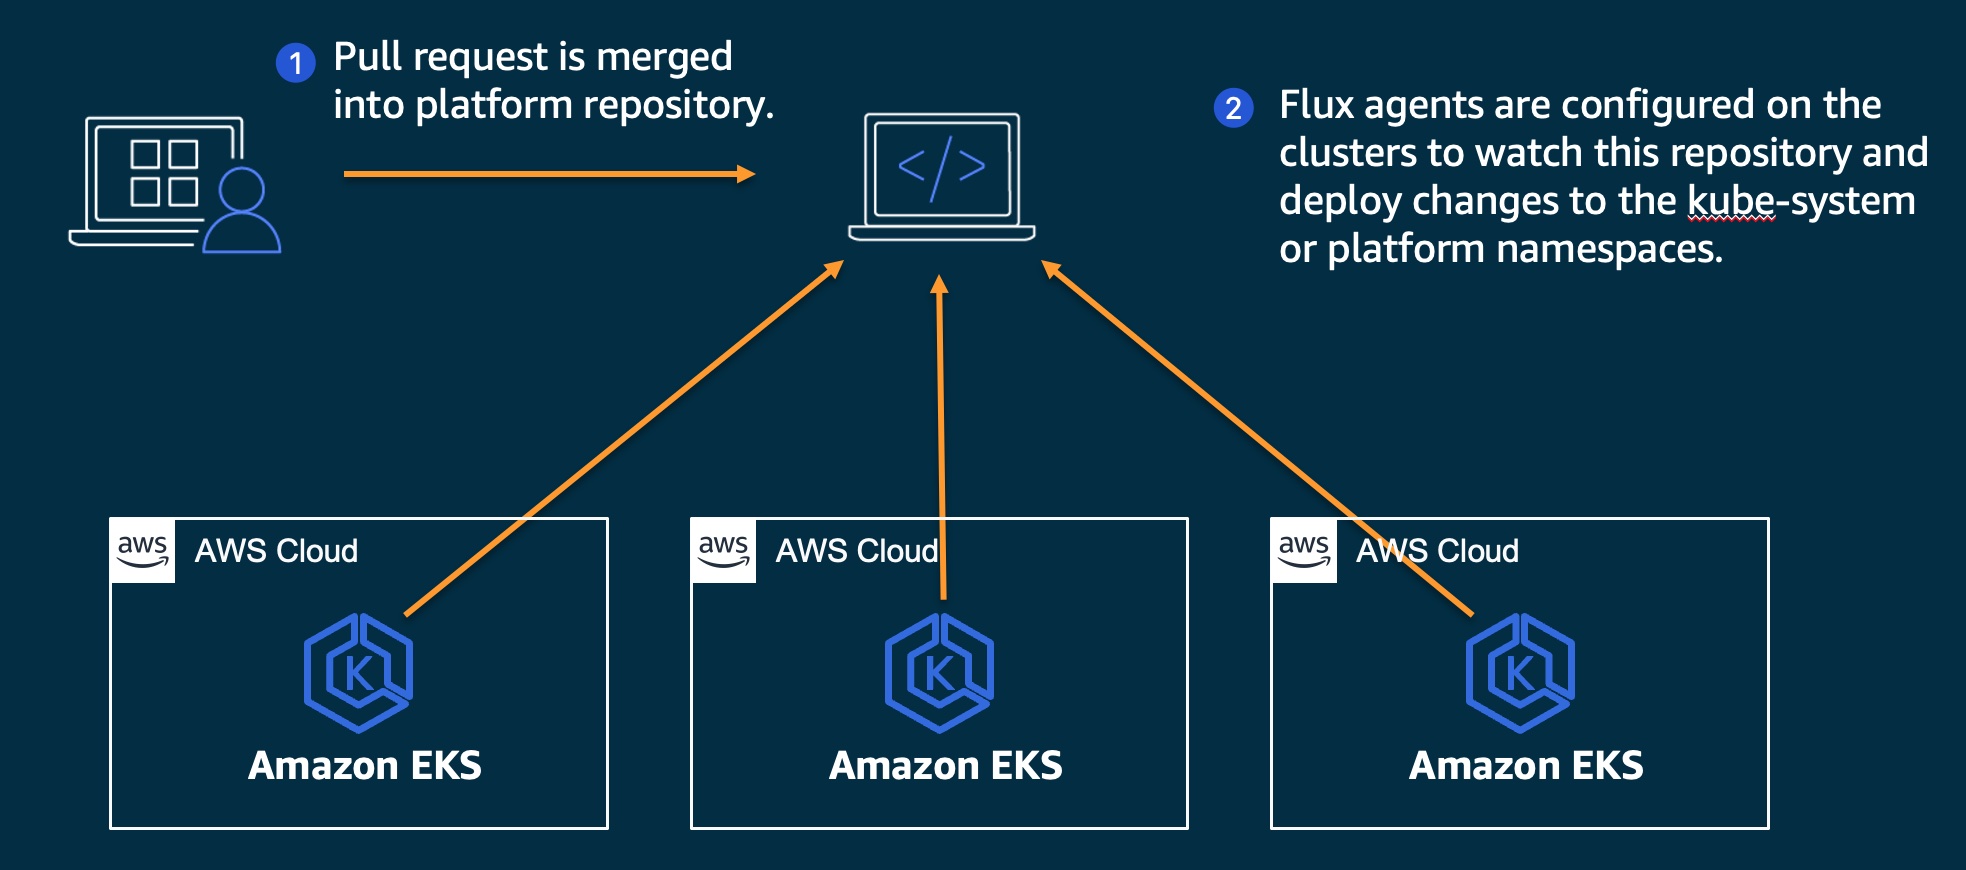 1 Pull request is merged
into platform repository.
2 Flux agents are configured on the
clusters to watch this repository and
deploy changes to the kube-system
or platform namespaces.
</>
aws AWS Cloud
K
Amazon EKS
aws AWS Cloud
K
Amazon EKS
aws AWS Cloud
K
Amazon EKS